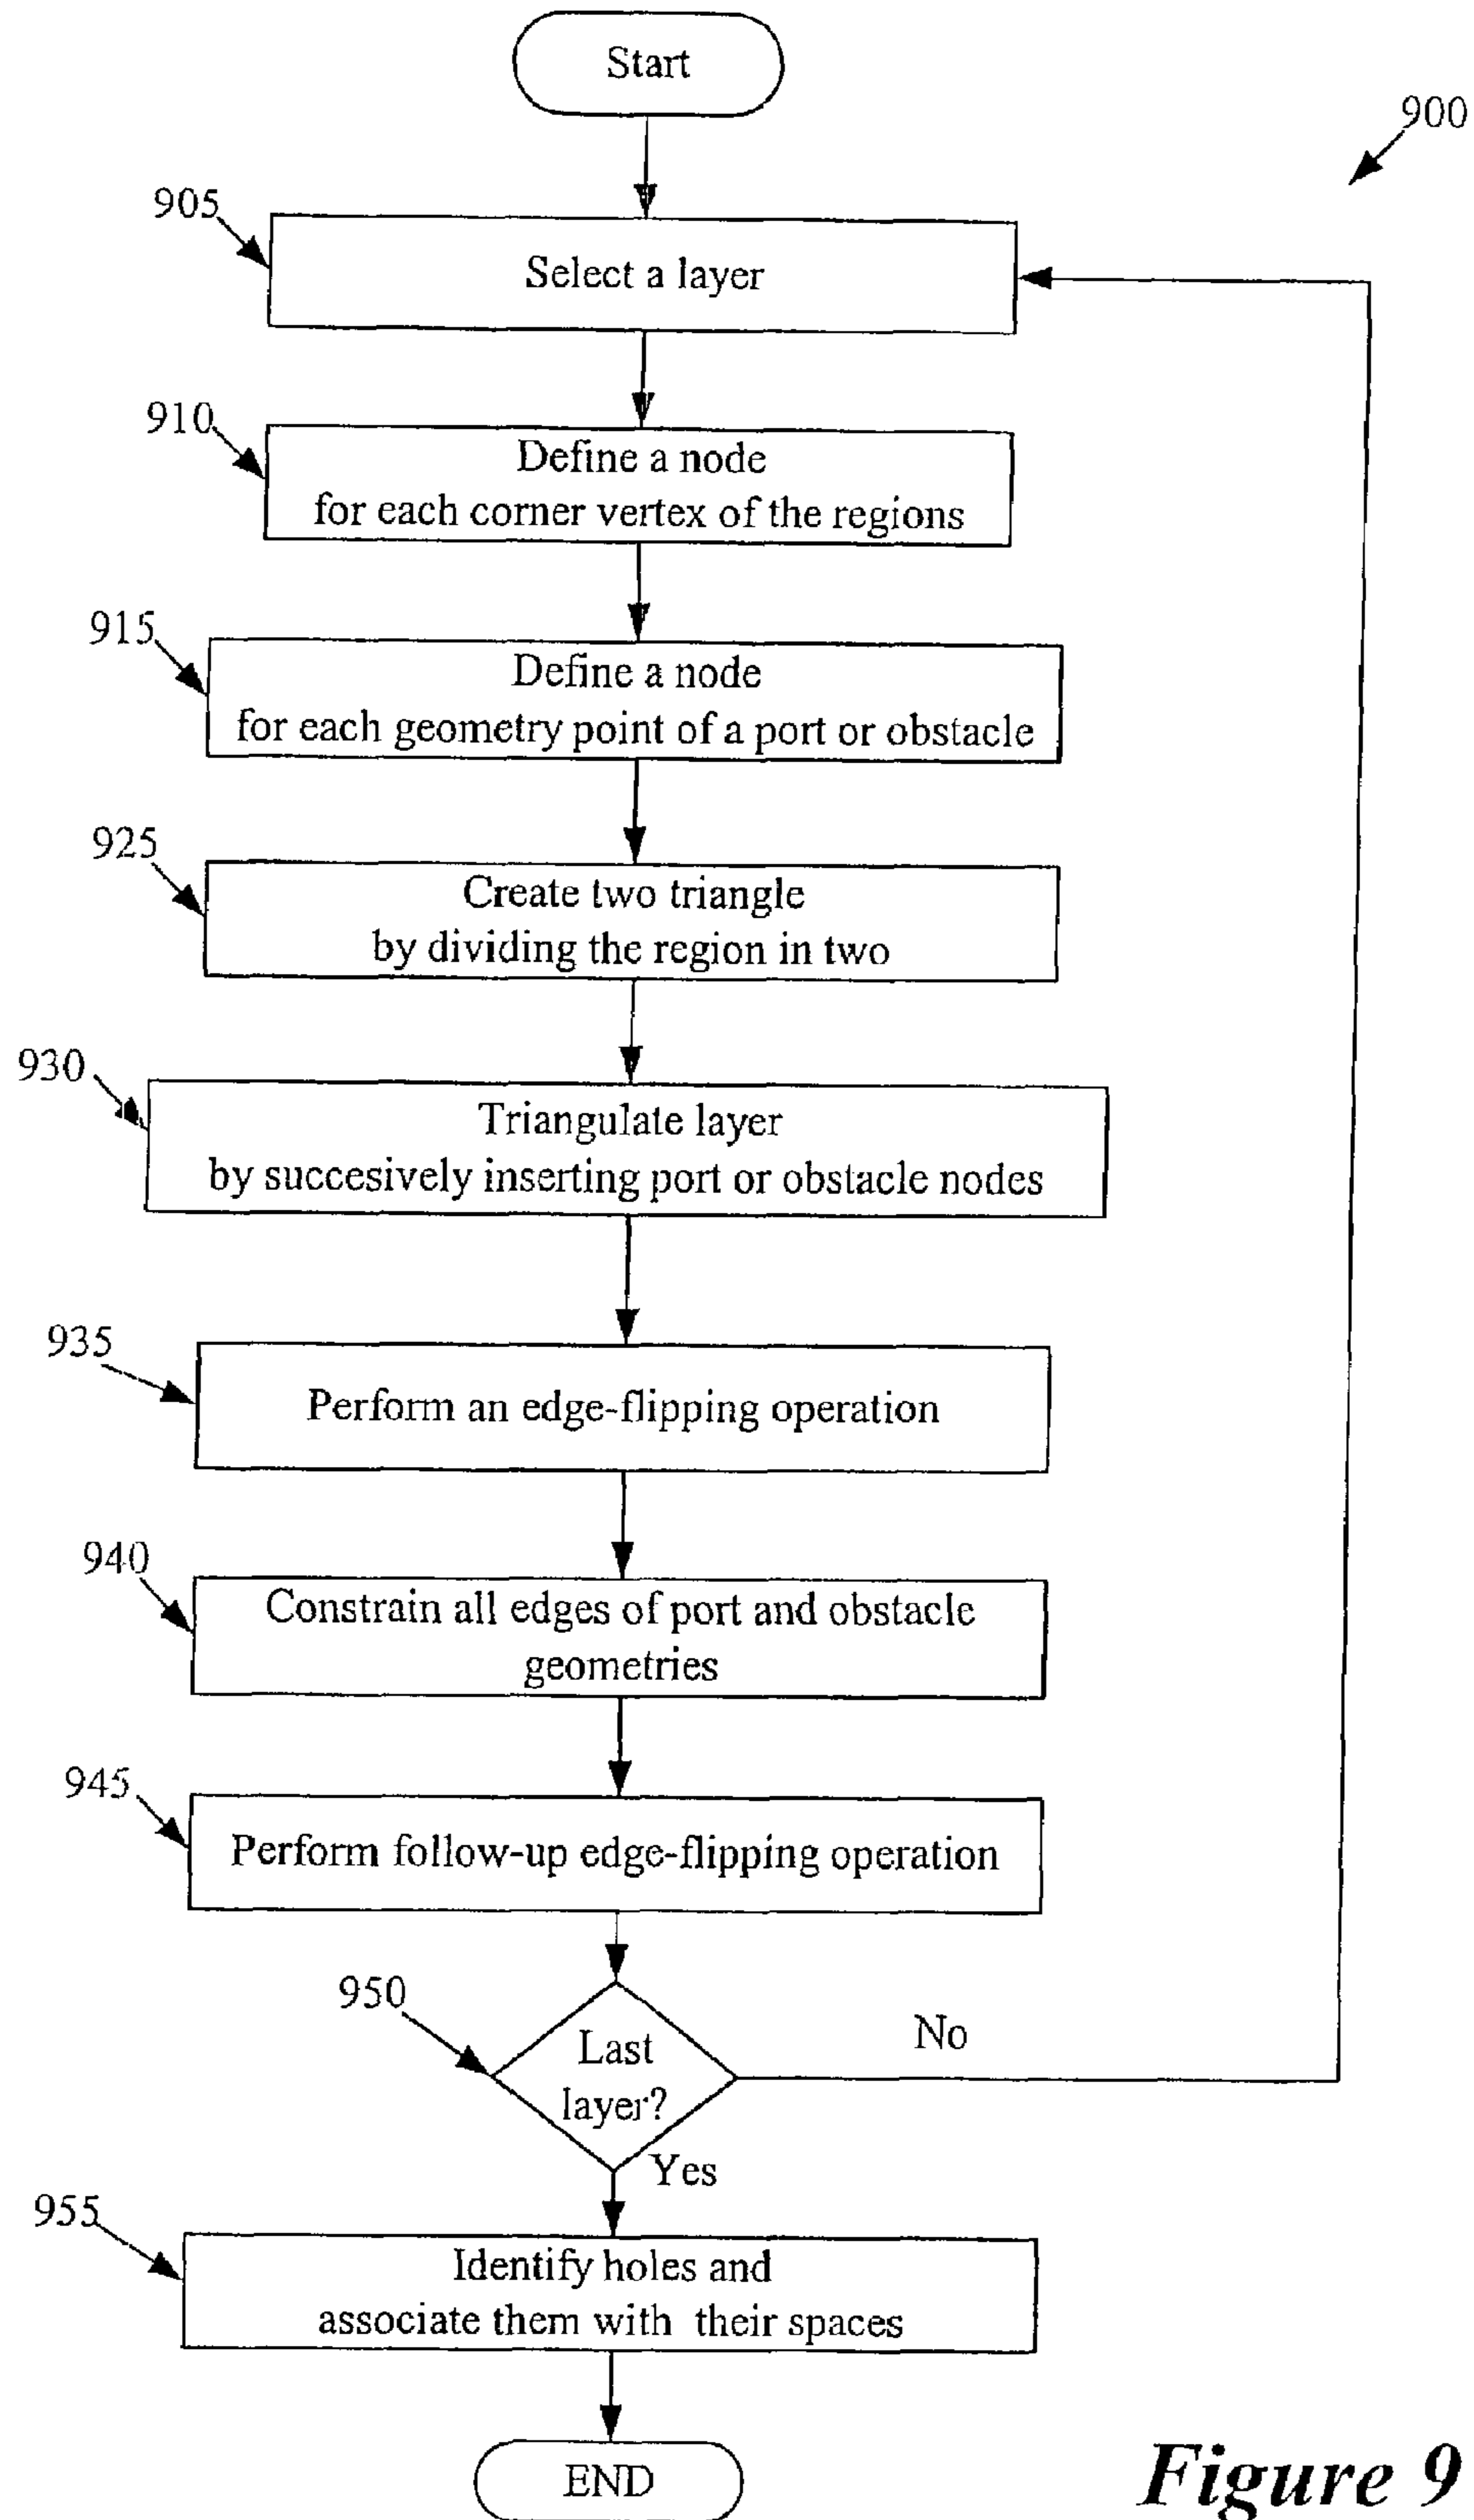 Start
900
905
Select a layer
910
Define a node
for each corner vertex of the regions
915
Define a node
for each geometry point of a port or obstacle
925
Create two triangle
by dividing the region in two
930
Triangulate layer
by succesively inserting port or obstacle nodes
935
Perform an edge-flipping operation
940
Constrain all edges of port and obstacle
geometries
945
Perform follow-up edge-flipping operation
950
Last
layer?
No
Yes
955
Identify holes and
associate them with their spaces
END
Figure 9